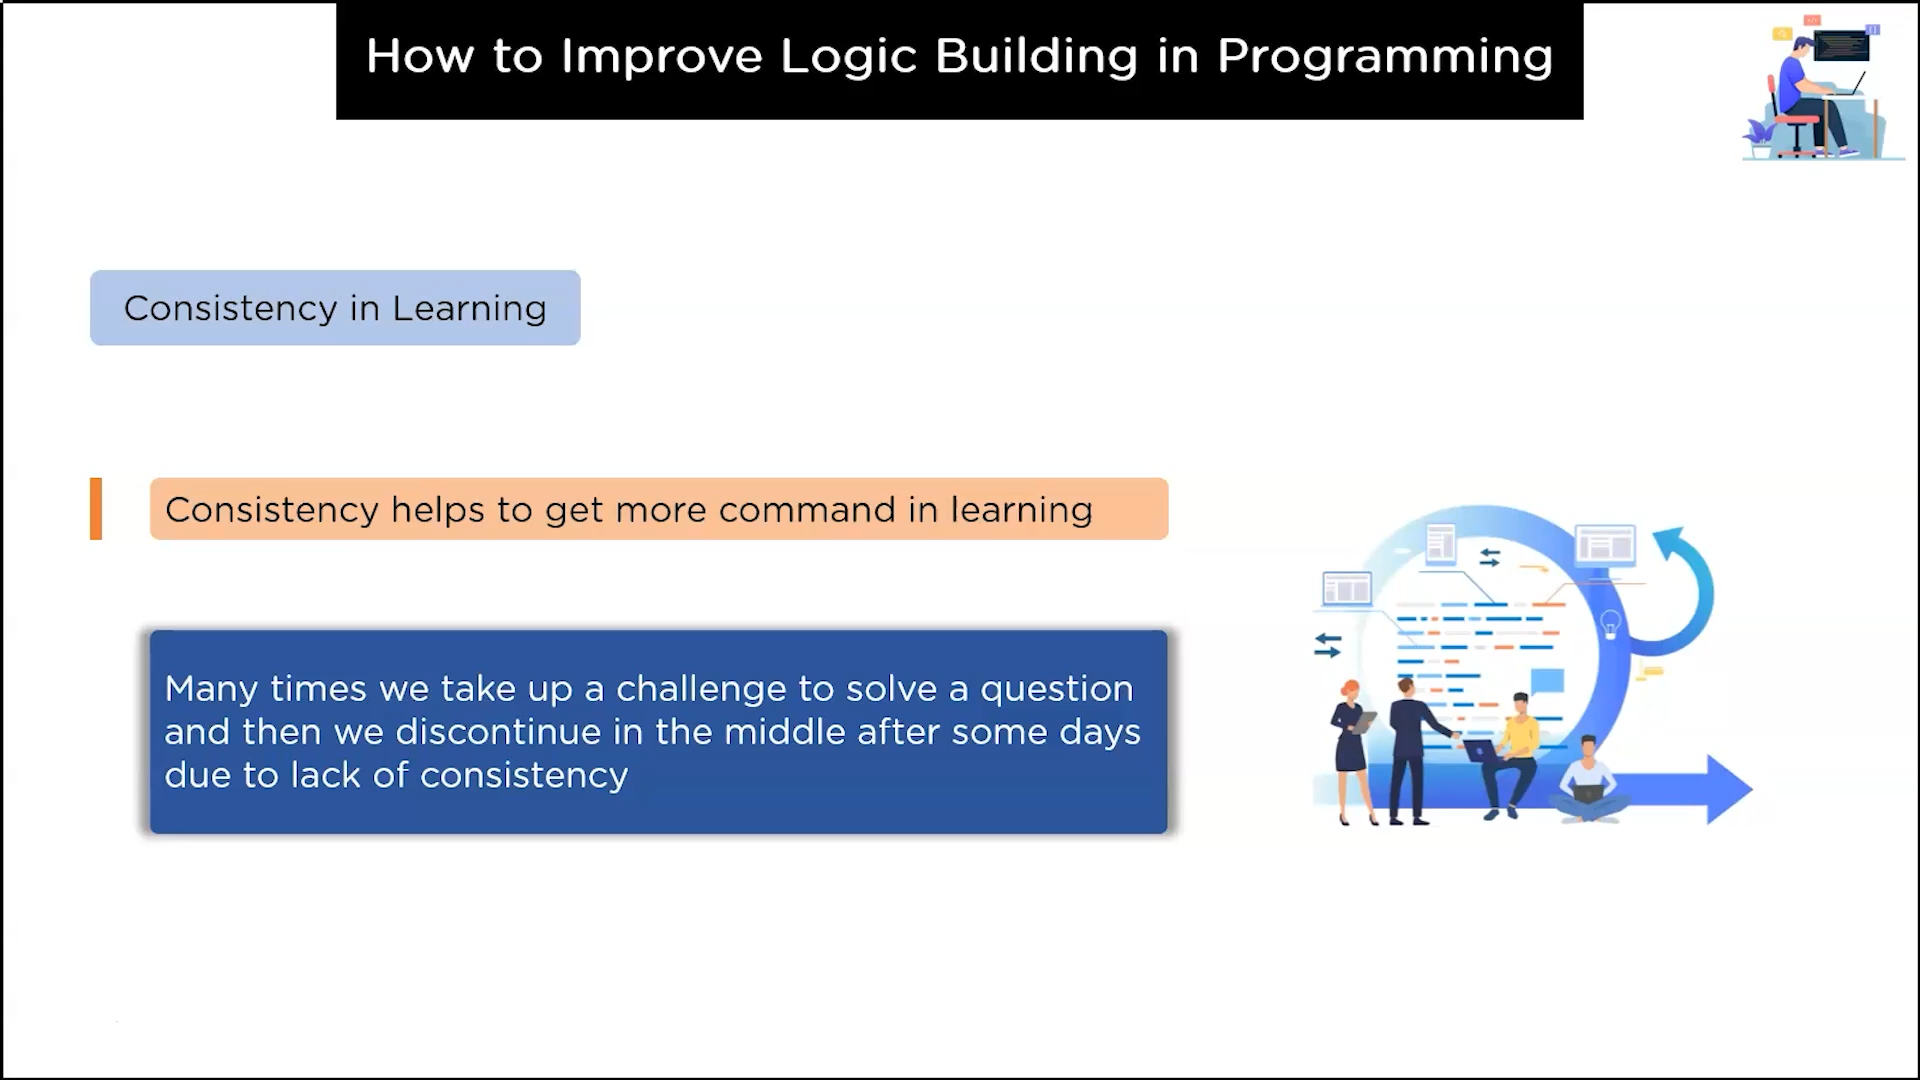 How to Improve Logic Building in Programming
Consistency in Learning
Consistency helps to get more command in learning
Many times we take up a challenge to solve a question
and then we discontinue in the middle after some days
due to lack of consistency